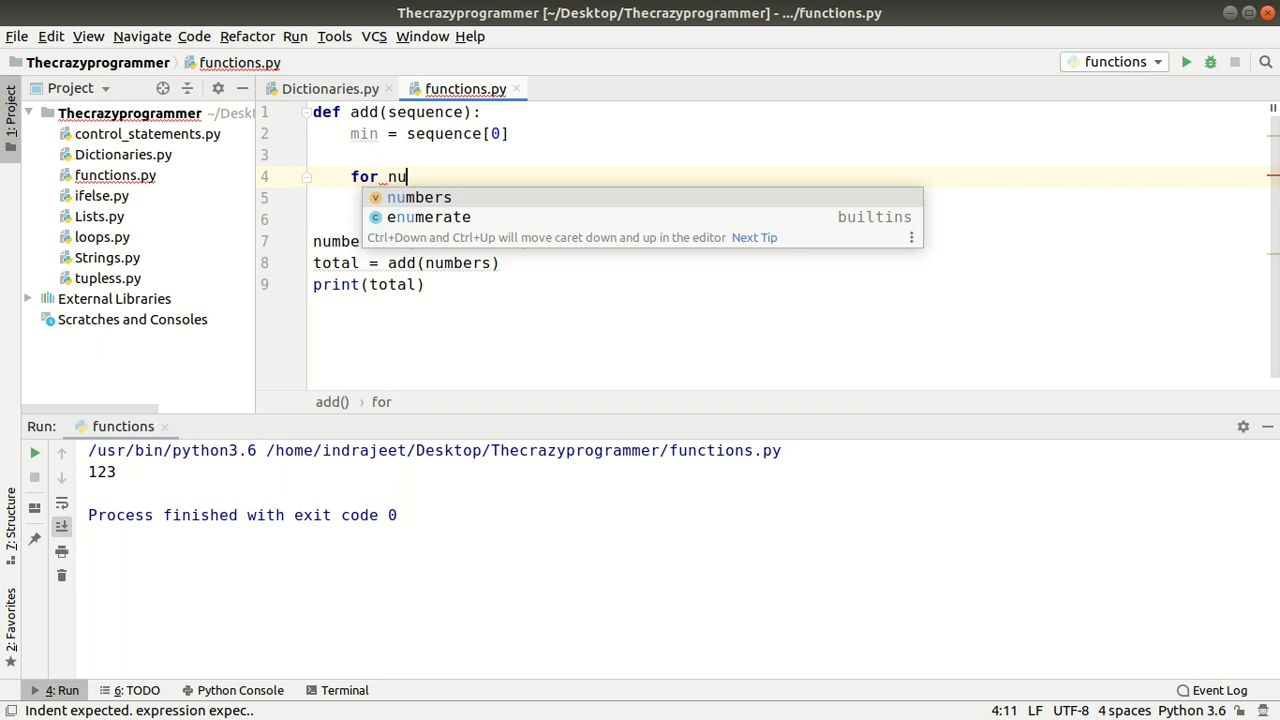 Thecrazyprogrammer [~/Desktop/Thecrazyprogrammer] - .../functions.py
File Edit View Navigate Code Refactor Run Tools VCS Window Help
Thecrazyprogrammer functions.py functions
1: Project
Project
Dictionaries.py functions.py
Thecrazyprogrammer ~/Deskt
control_statements.py
Dictionaries.py
functions.py
ifelse.py
Lists.py
loops.py
Strings.py
tupless.py
External Libraries
Scratches and Consoles
1 def add(sequence):
2 min = sequence[0]
3
4 for nu
5
6
7 numbe
8 total = add(numbers)
9 print(total)
numbers
enumerate builtins
Ctrl+Down and Ctrl+Up will move caret down and up in the editor Next Tip
add() › for
Run: functions
/usr/bin/python3.6 /home/indrajeet/Desktop/Thecrazyprogrammer/functions.py
123
Process finished with exit code 0
7: Structure
2: Favorites
4: Run 6: TODO Python Console Terminal Event Log
Indent expected. expression expec.. 4:11 LF UTF-8 4 spaces Python 3.6